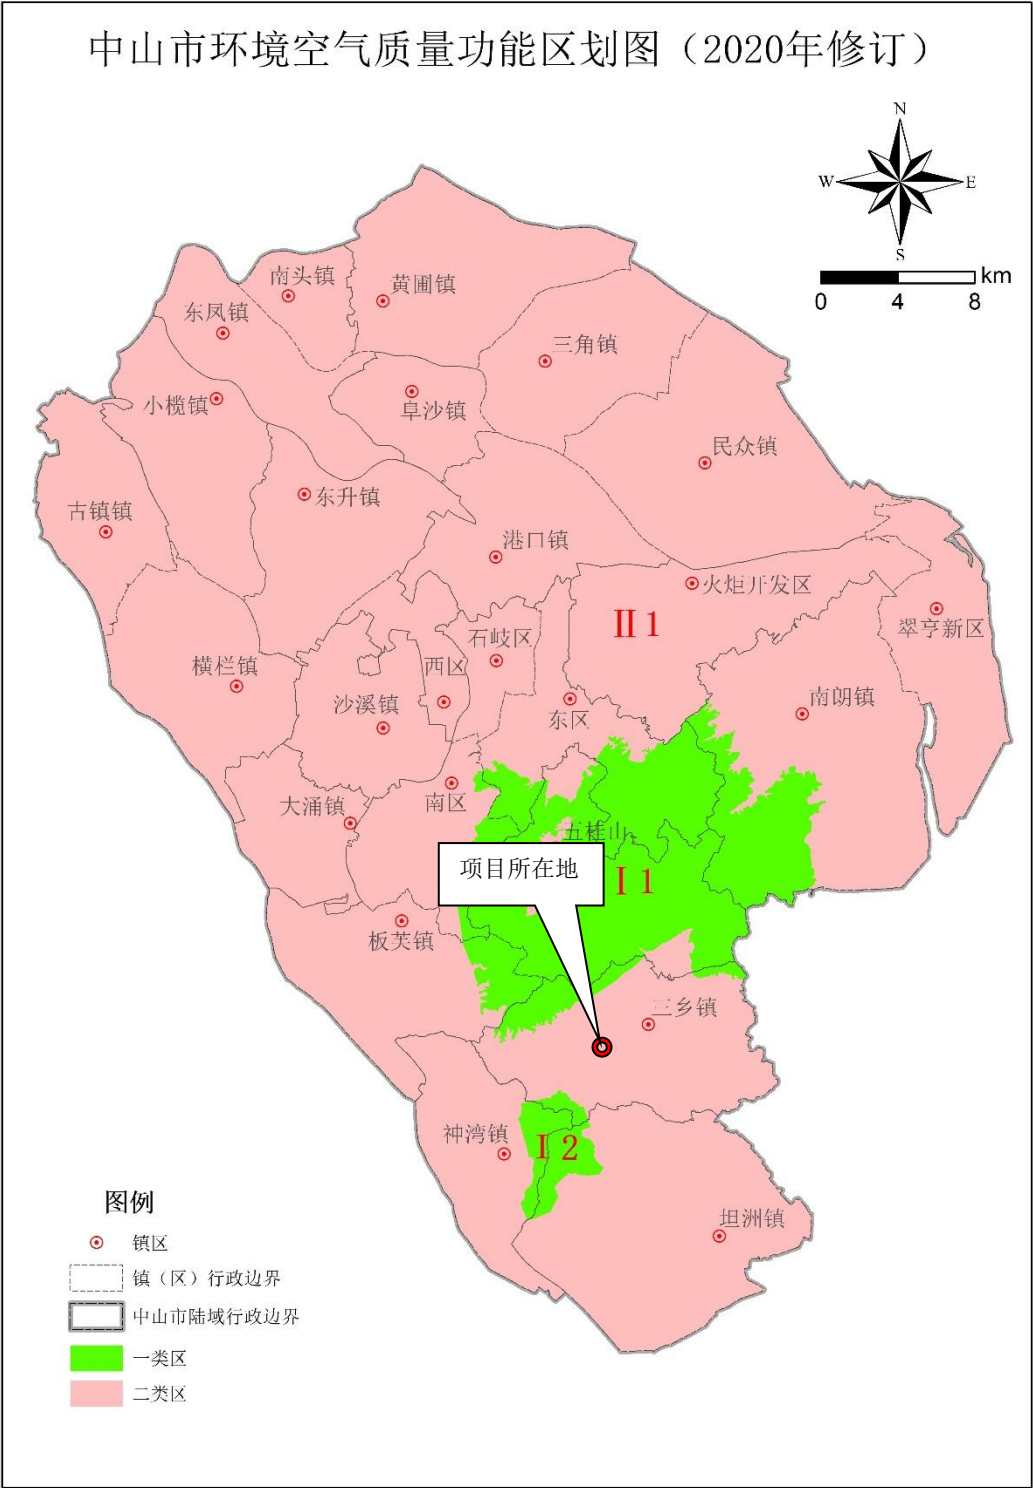 中山市环境空气质量功能区划图（2020年修订）
N
W
E
S
km
0
4
8
南头镇
黄圃镇
东凤镇
三角镇
小榄镇
阜沙镇
民众镇
东升镇
古镇镇
港口镇
火炬开发区
Ⅱ1
翠亨新区
石岐区
横栏镇
西区
沙溪镇
东区
南朗镇
大涌镇
南区
五桂山
项目所在地
Ⅰ1
板芙镇
三乡镇
神湾镇
Ⅰ2
坦洲镇
图例
镇区
镇（区）行政边界
中山市陆域行政边界
一类区
二类区